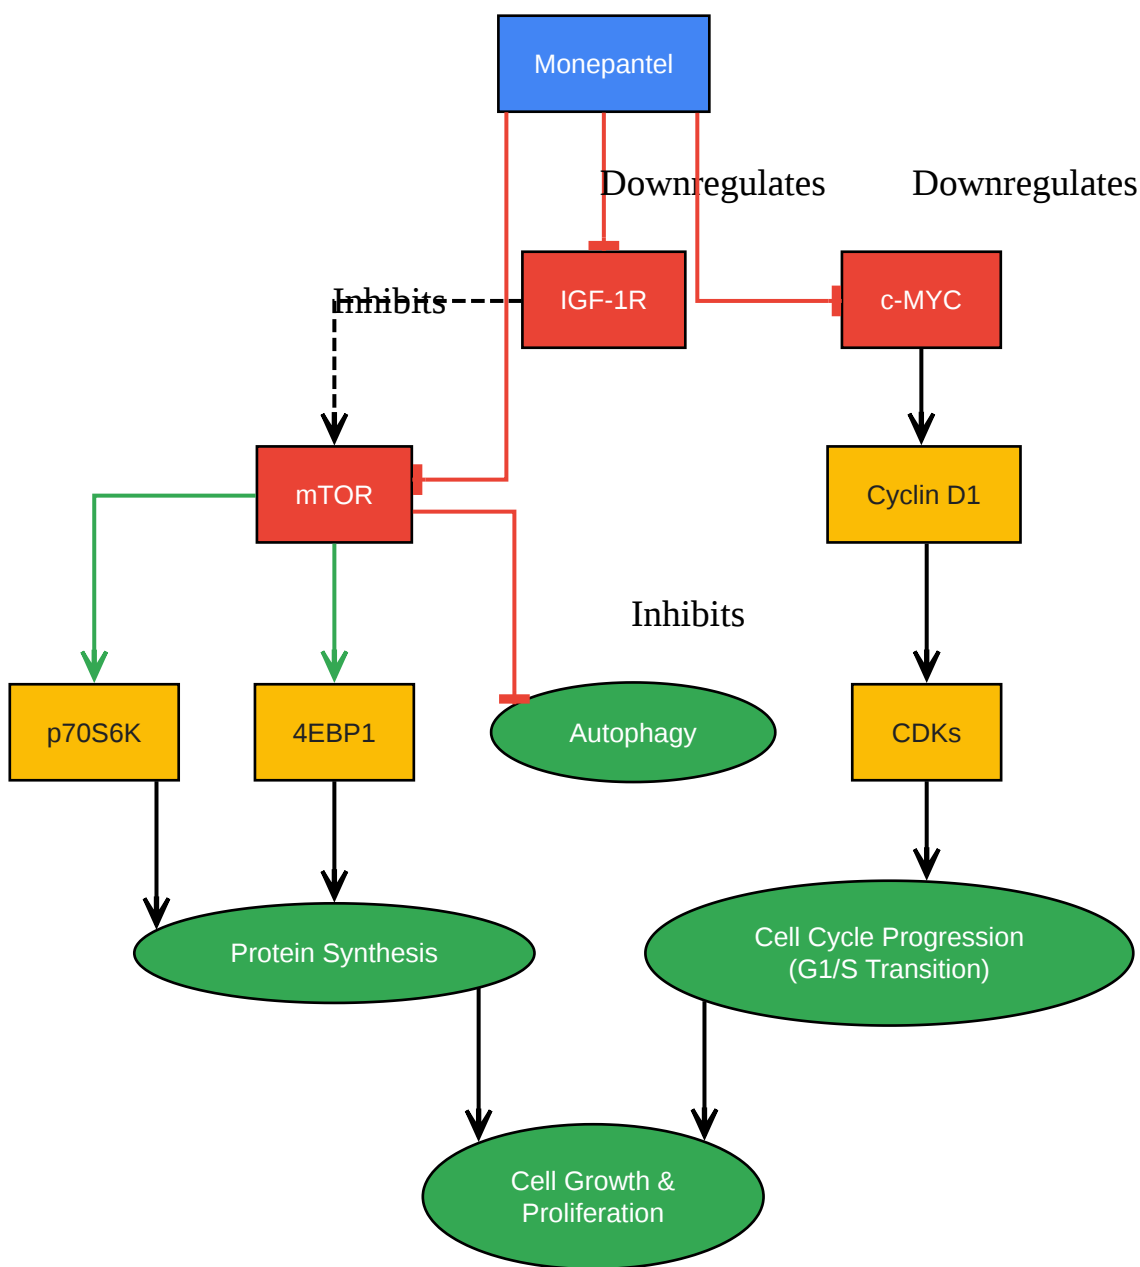 Monepantel
Downregulates
Downregulates
Inhibits
IGF-1R
c-MYC
mTOR
Cyclin D1
Inhibits
p70S6K
4EBP1
Autophagy
CDKs
Protein Synthesis
Cell Cycle Progression
(G1/S Transition)
Cell Growth &
Proliferation